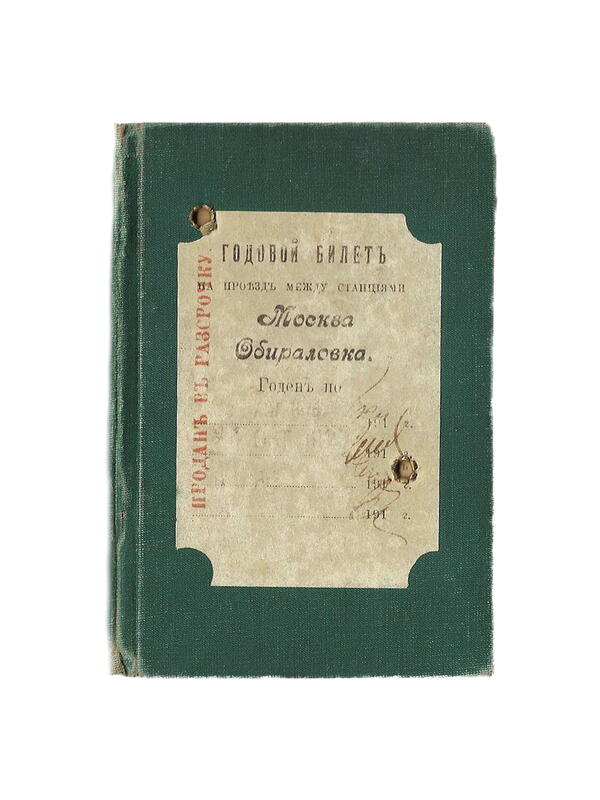 ГОДОВОЙ БИЛЕТЪ
НА ПРОѢЗДЪ МЕЖДУ СТАНЦІЯМИ
Москва
Обираловка.
Годенъ по
191 г.
191
191 г.
191 г.
ПРОДАНЪ ВЪ РАЗСРОЧКУ